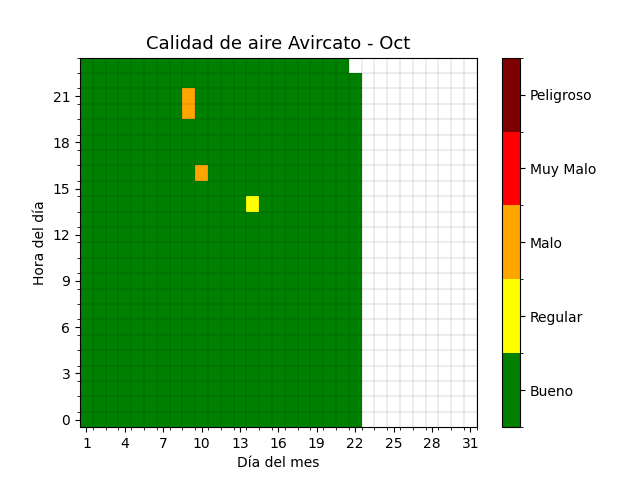 Calidad de aire Avircato - Oct
Hora del día
21
18
15
12
9
6
3
0
1 4 7 10 13 16 19 22 25 28 31
Día del mes
Peligroso
Muy Malo
Malo
Regular
Bueno